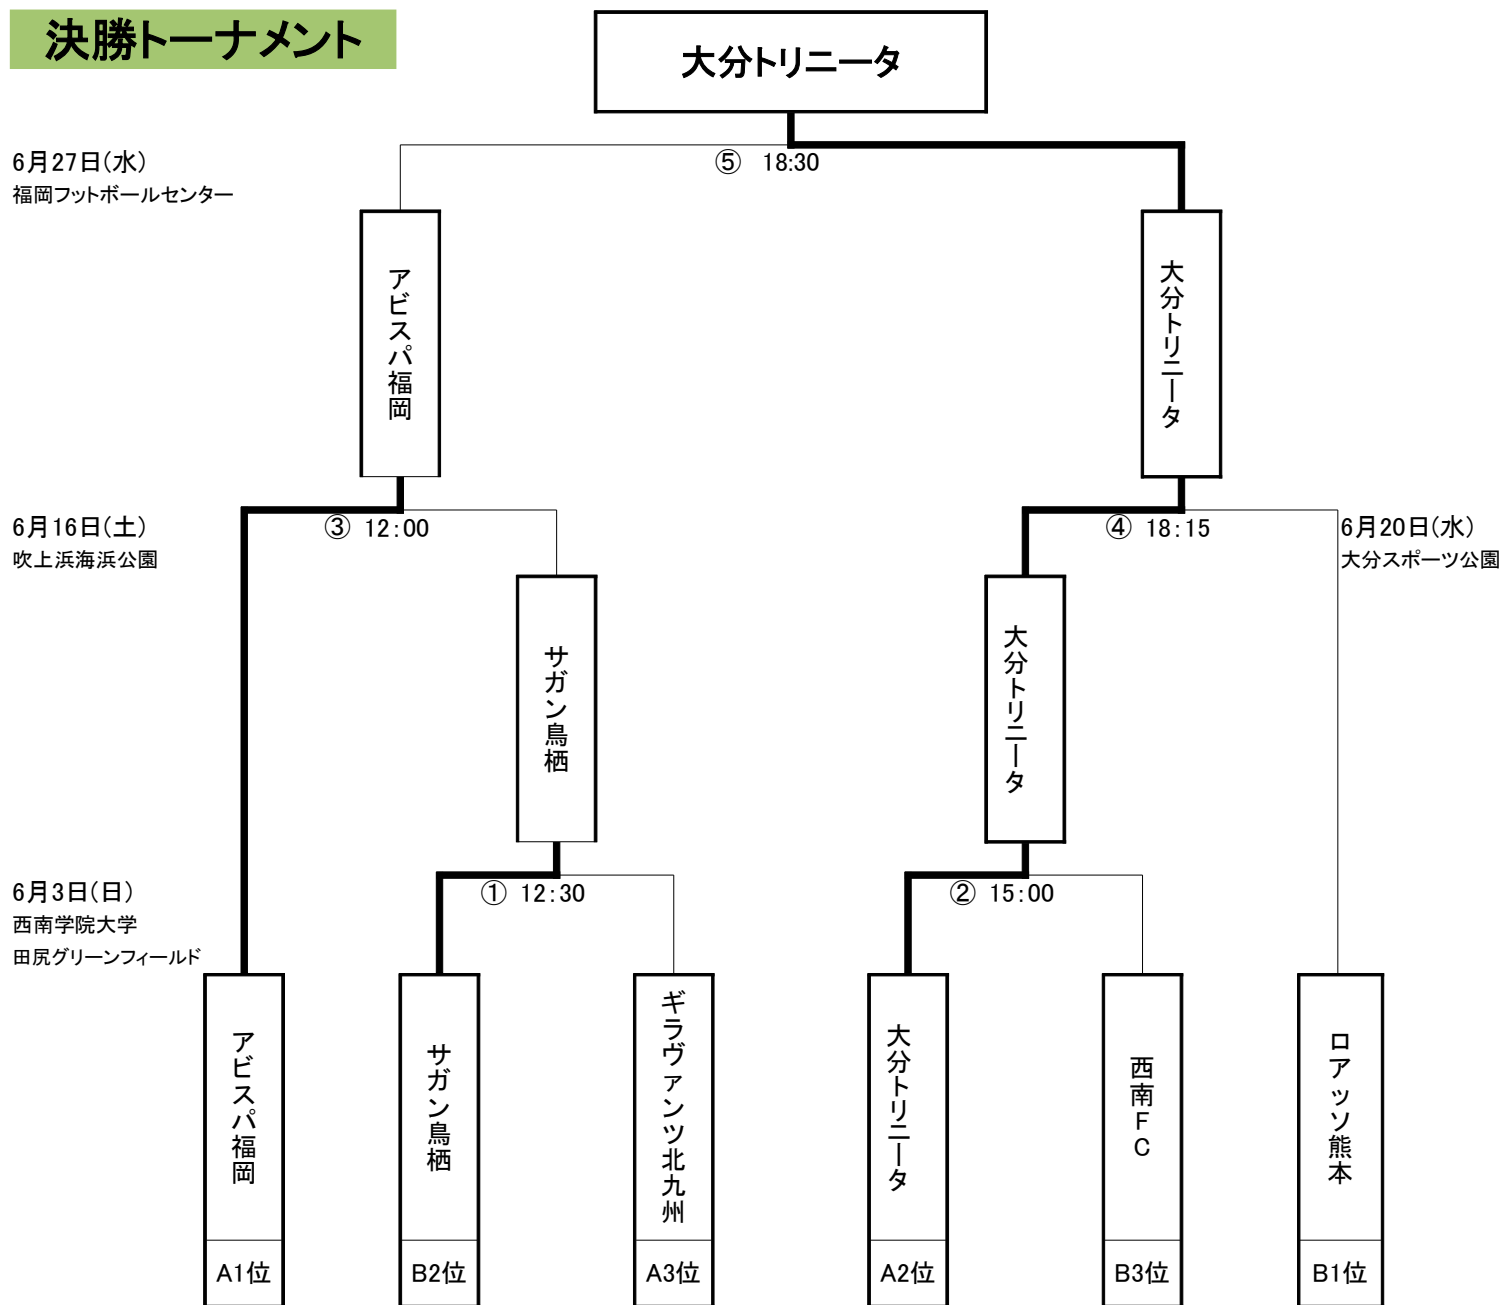 決勝トーナメント
大分トリニータ
6月27日(水)
福岡フットボールセンター
⑤ 18:30
アビスパ福岡
大分トリニータ
6月16日(土)
吹上浜海浜公園
③ 12:00
④ 18:15
6月20日(水)
大分スポーツ公園
サガン鳥栖
大分トリニータ
6月3日(日)
西南学院大学
田尻グリーンフィールド
① 12:30
② 15:00
アビスパ福岡
サガン鳥栖
ギラヴァンツ北九州
大分トリニータ
西南FC
ロアッソ熊本
A1位
B2位
A3位
A2位
B3位
B1位